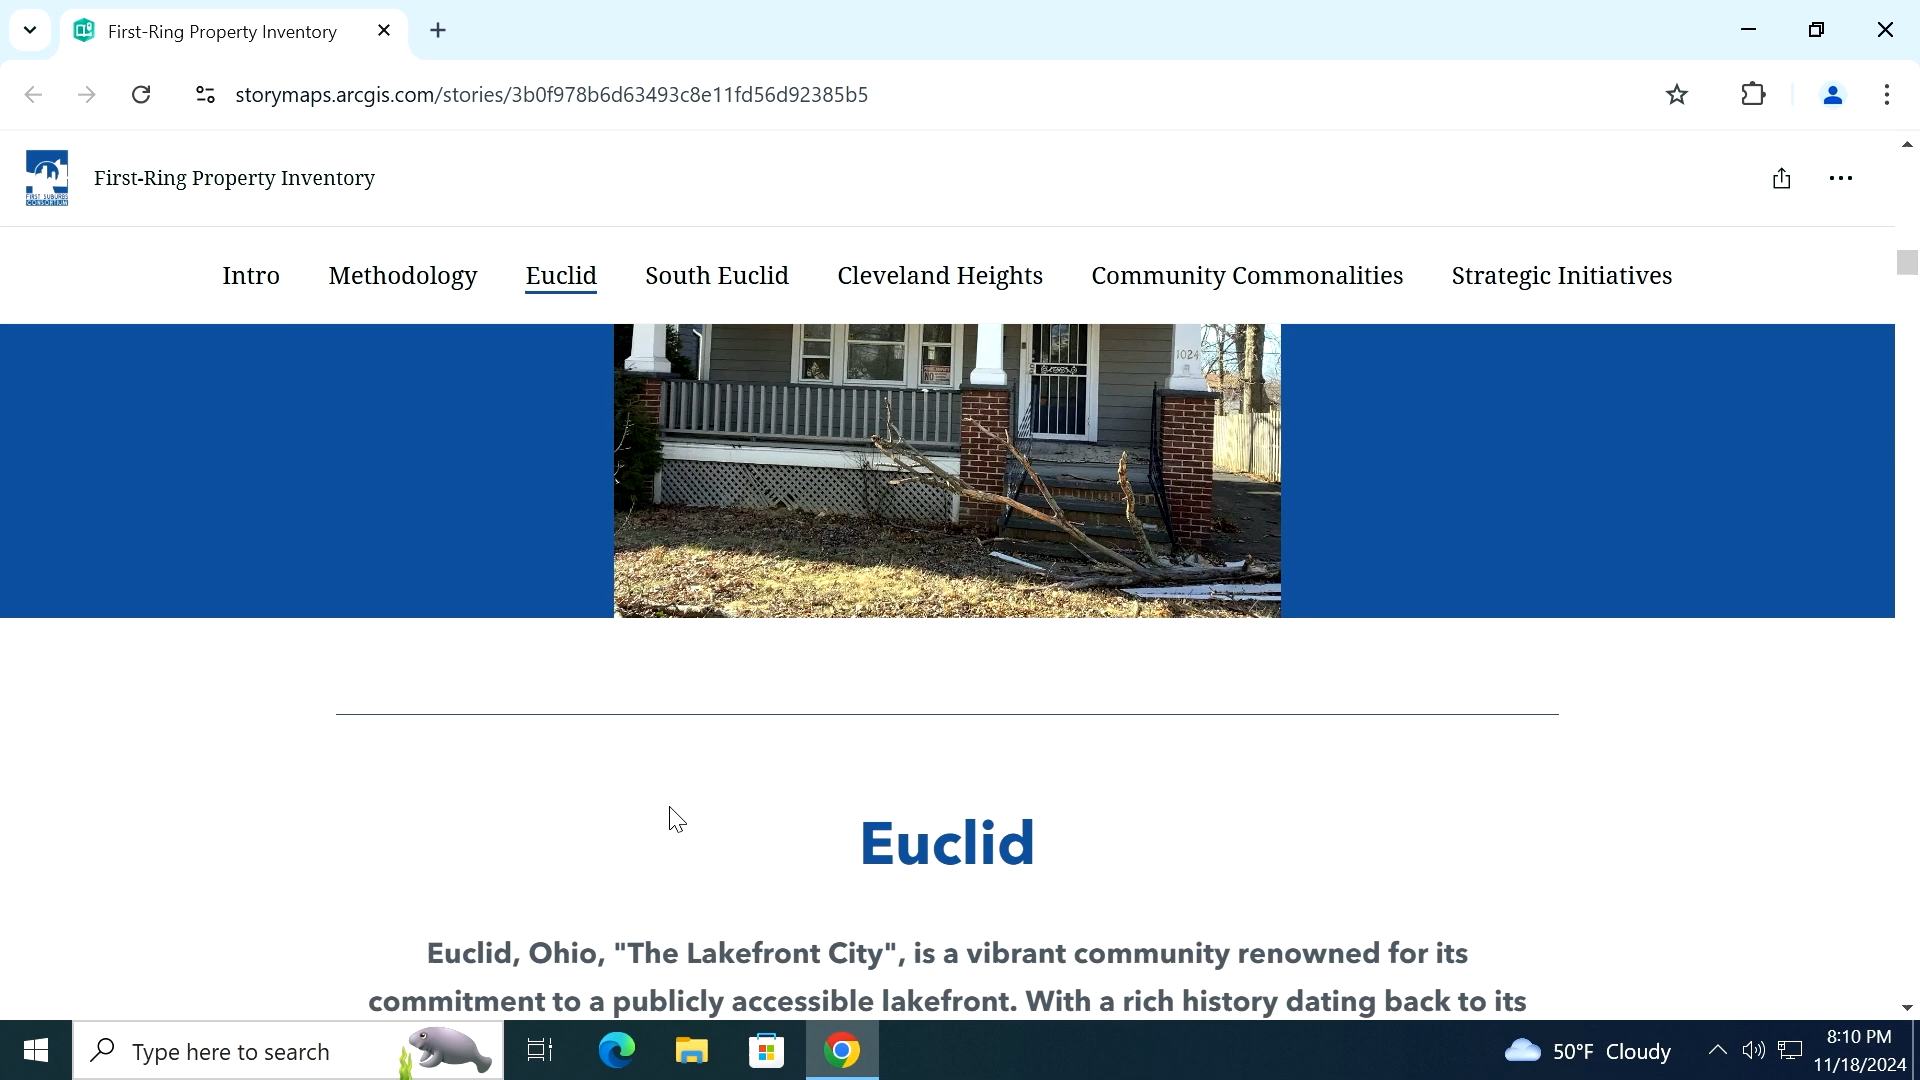 First-Ring Property Inventory
storymaps.arcgis.com/stories/3b0f978b6d63493c8e11fd56d92385b5
FIRST SUBURBS
CONSORTIUM
First-Ring Property Inventory
Intro Methodology Euclid South Euclid Cleveland Heights Community Commonalities Strategic Initiatives
1024
Euclid
Euclid, Ohio, "The Lakefront City", is a vibrant community renowned for its
commitment to a publicly accessible lakefront. With a rich history dating back to its
Type here to search
50°F Cloudy
8:10 PM
11/18/2024